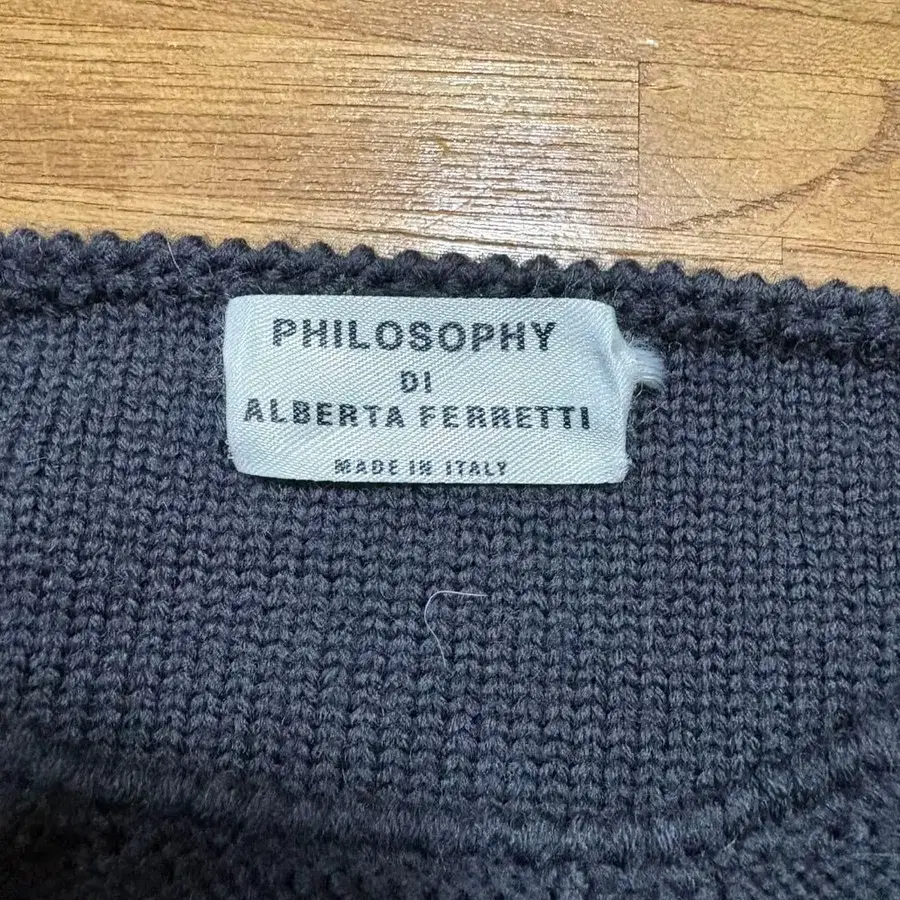 PHILOSOPHY
DI
ALBERTA FERRETTI
MADE IN ITALY